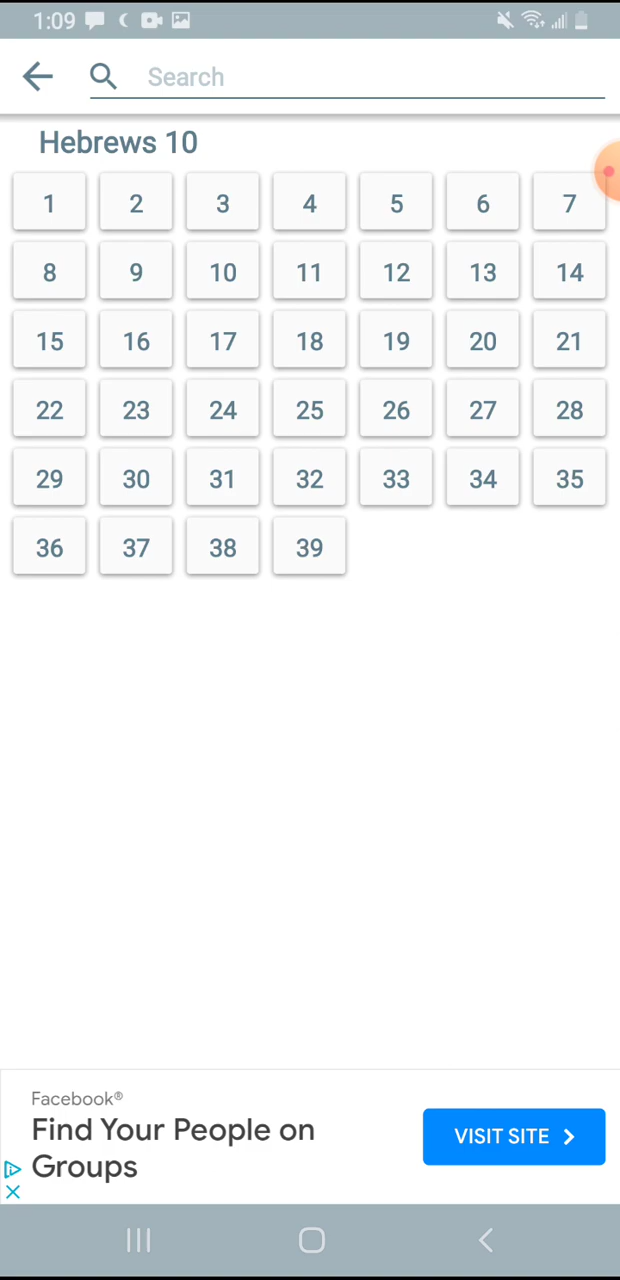 1:09
Search
Hebrews 10
1 2 3 4 5 6 7
8 9 10 11 12 13 14
15 16 17 18 19 20 21
22 23 24 25 26 27 28
29 30 31 32 33 34 35
36 37 38 39
Facebook®
Find Your People on
Groups
VISIT SITE